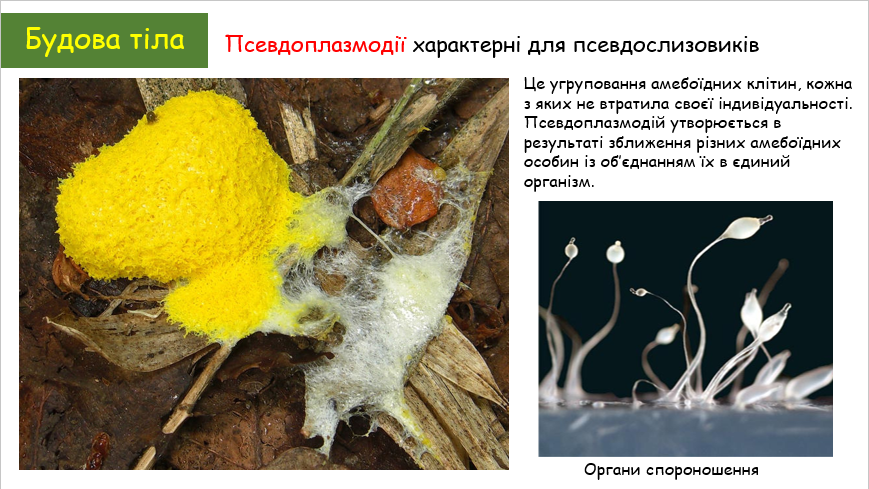 Будова тіла
Псевдоплазмодії характерні для псевдослизовиків
Це угруповання амебоїдних клітин, кожна
з яких не втратила своєї індивідуальності.
Псевдоплазмодій утворюється в
результаті зближення різних амебоїдних
особин із об’єднанням їх в єдиний
організм.
Органи спороношення